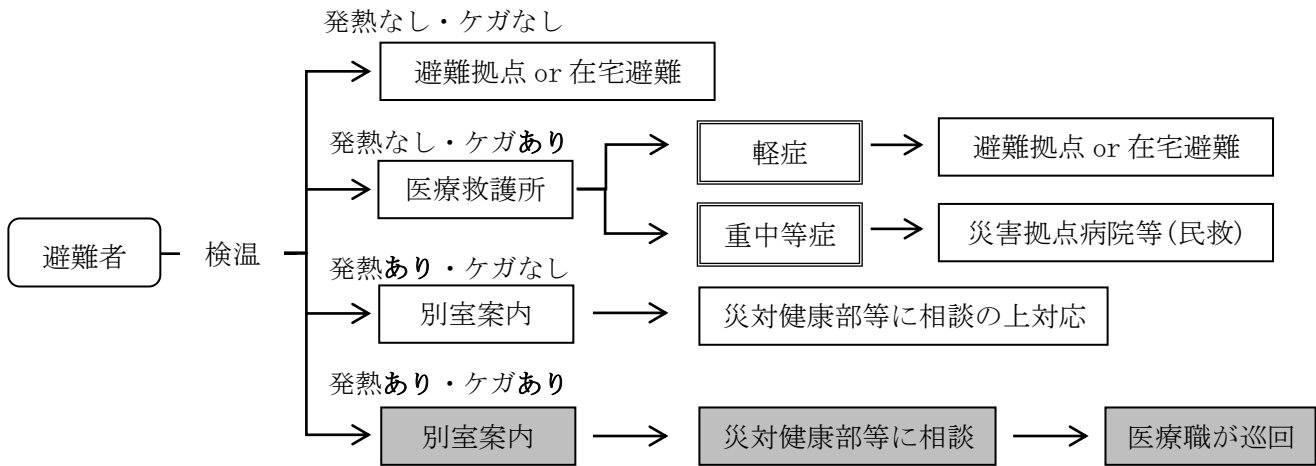 発熱なし・ケガなし
避難拠点 or 在宅避難
発熱なし・ケガあり
医療救護所
軽症
避難拠点 or 在宅避難
重中等症
災害拠点病院等(民救)
避難者
検温
発熱あり・ケガなし
別室案内
災対健康部等に相談の上対応
発熱あり・ケガあり
別室案内
災対健康部等に相談
医療職が巡回